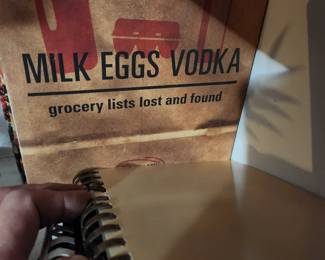 MILK EGGS VODKA
grocery lists lost and found